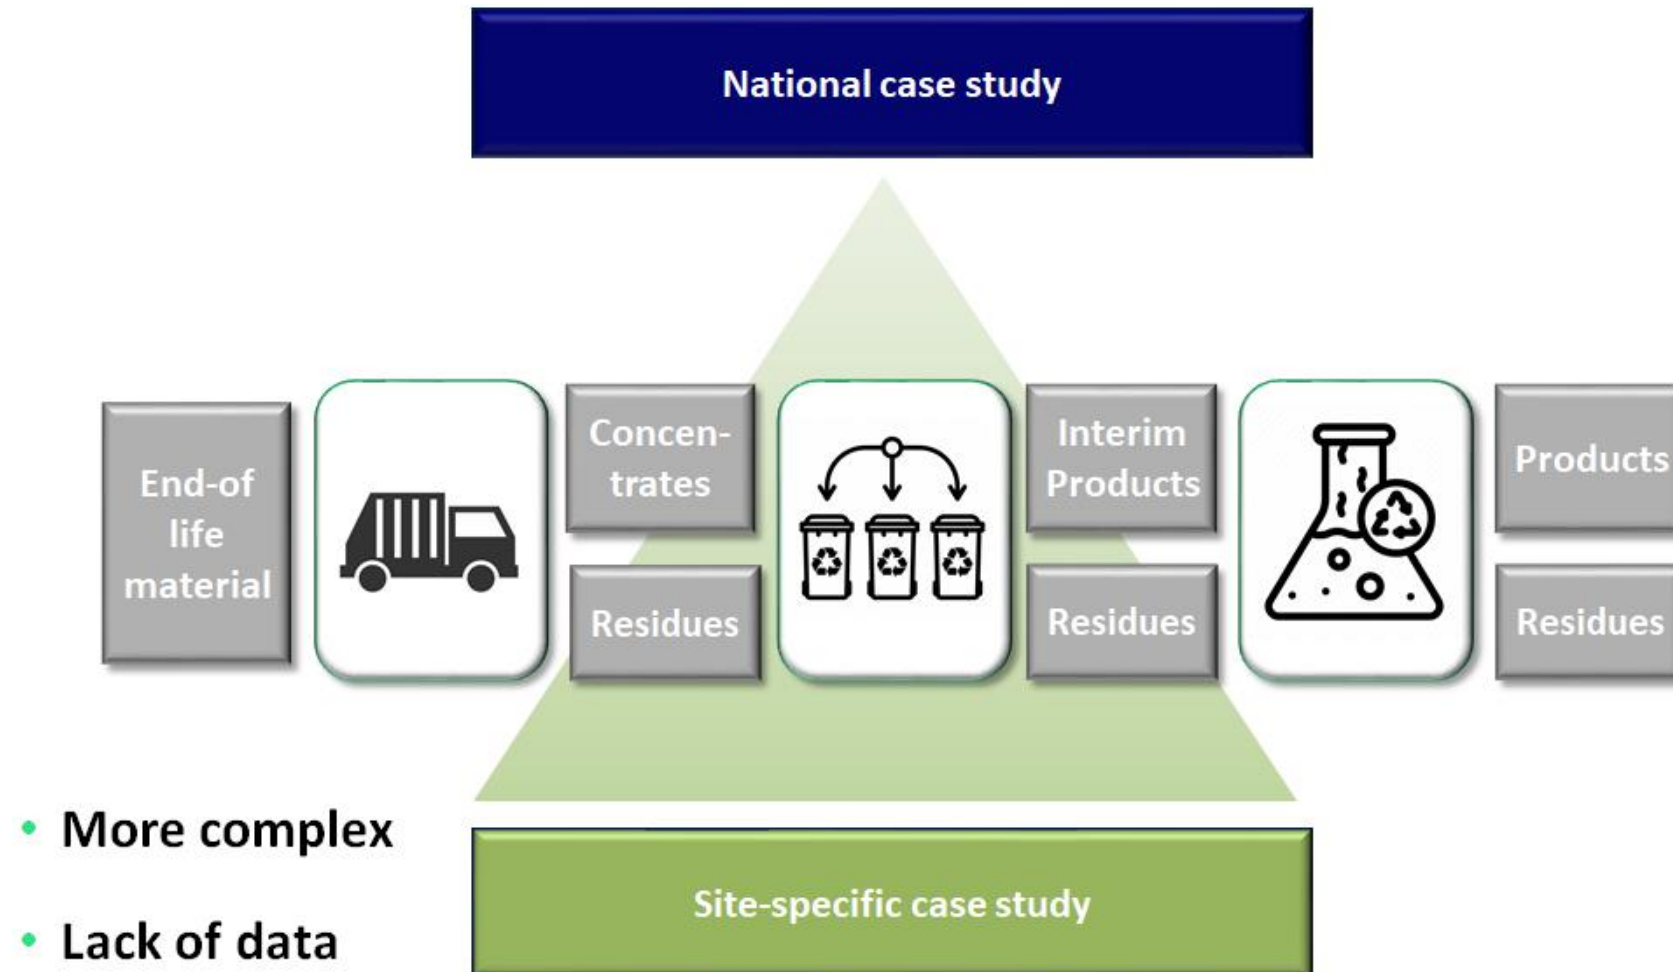 National case study
End-of
life
material
Concen-
trates
Residues
Interim
Products
Residues
Products
Residues
• More complex
• Lack of data
Site-specific case study